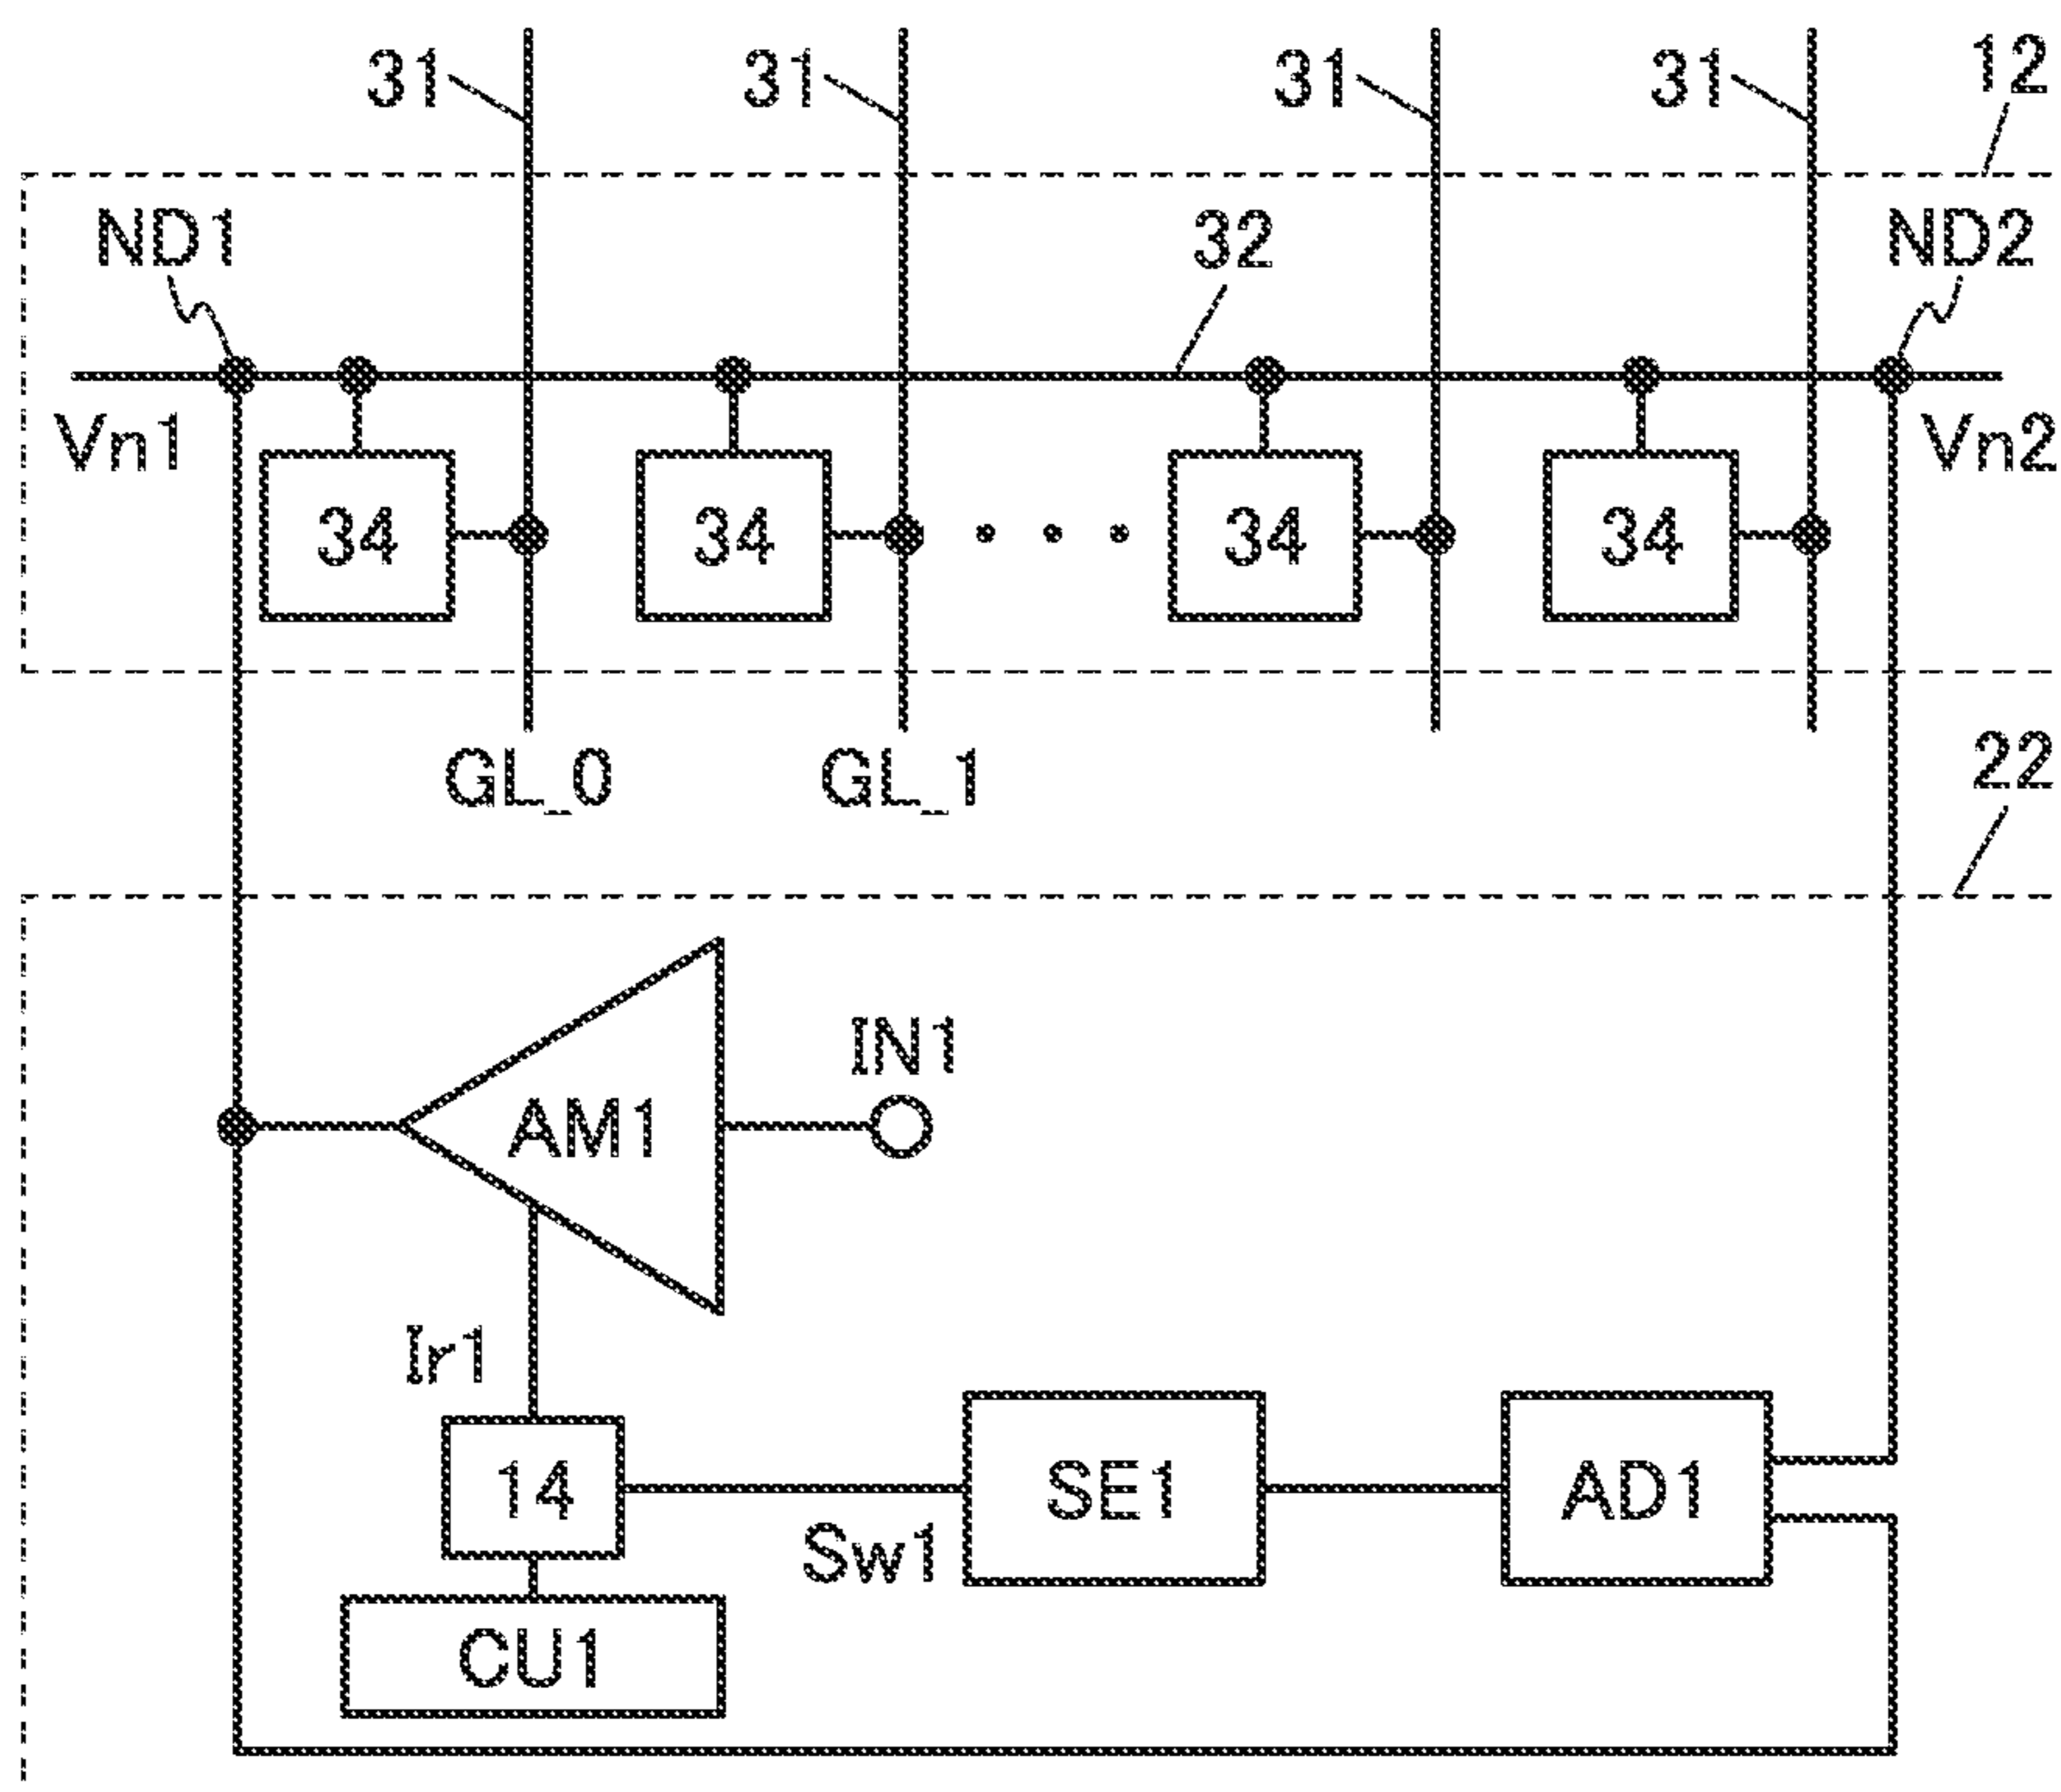 31 31 31 31 12
ND1 32 ND2
Vn1 Vn2
34 34 34 34
GL_0 GL_1
22
IN1
AM1
Ir1
14 SE1 AD1
Sw1
CU1